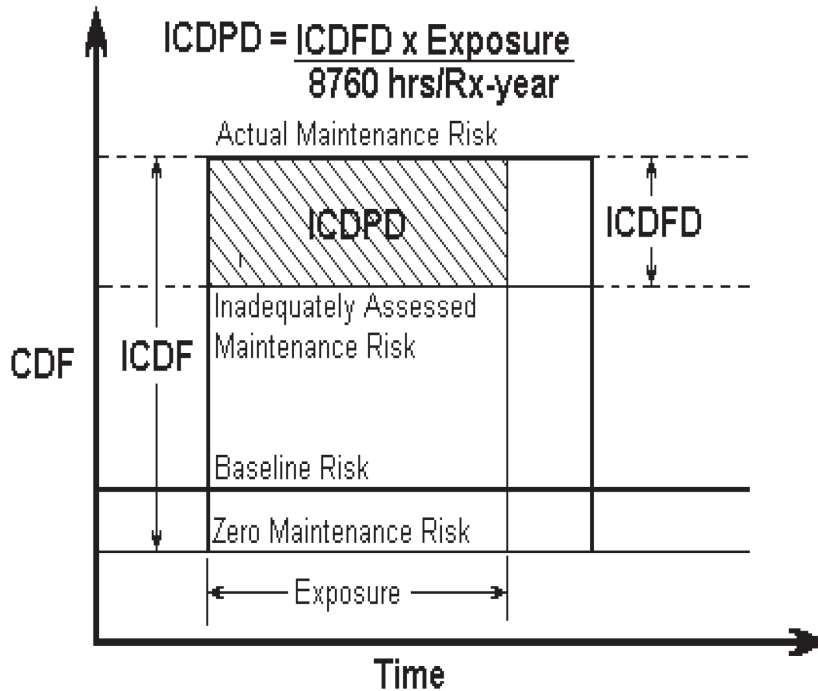 ICDPD = ICDFD x Exposure
8760 hrs/Rx-year
Actual Maintenance Risk
ICDPD
ICDFD
Inadequately Assessed
Maintenance Risk
CDF
ICDF
Baseline Risk
Zero Maintenance Risk
Exposure
Time